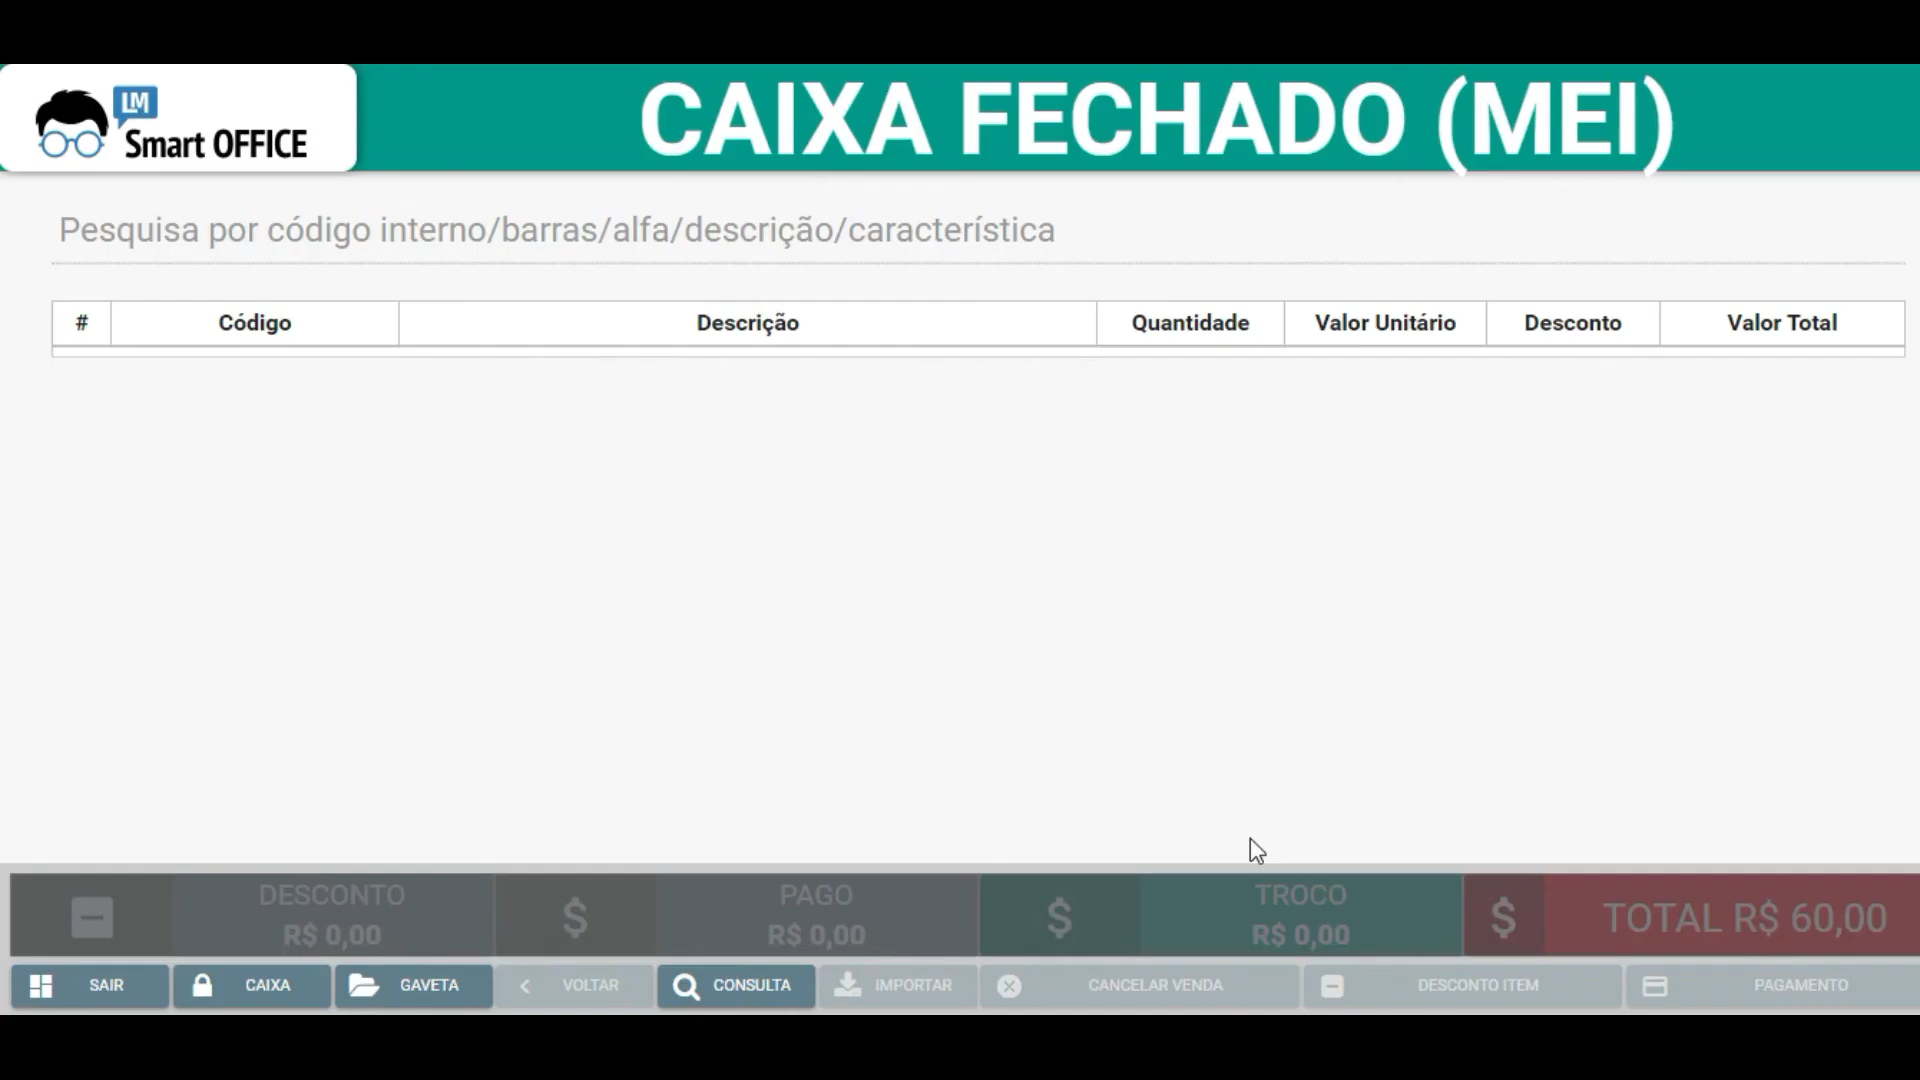 LM
Smart OFFICE
CAIXA FECHADO (MEI)
Pesquisa por código interno/barras/alfa/descrição/característica
# Código Descrição Quantidade Valor Unitário Desconto Valor Total
DESCONTO
R$ 0,00
$
PAGO
R$ 0,00
$
TROCO
R$ 0,00
$
TOTAL R$ 60,00
SAIR CAIXA GAVETA VOLTAR CONSULTA IMPORTAR CANCELAR VENDA DESCONTO ITEM PAGAMENTO